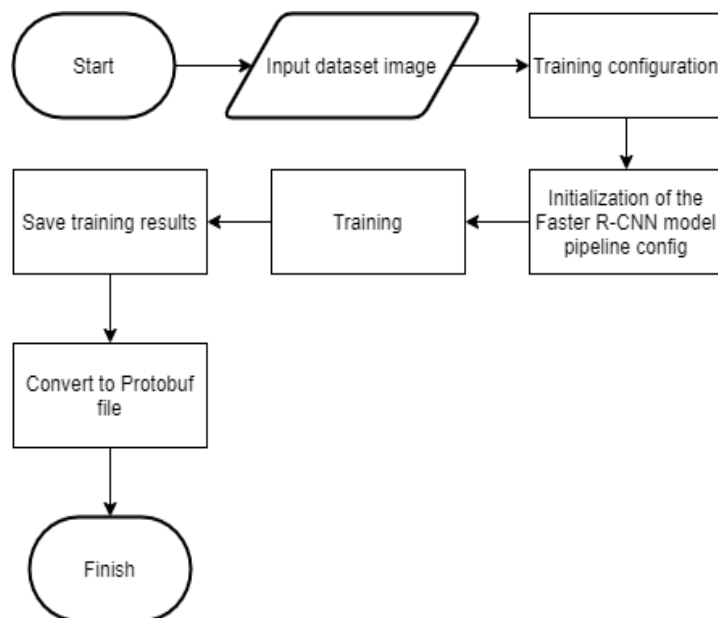 Start
Input dataset image
Training configuration
Initialization of the
Faster R-CNN model
pipeline config
Training
Save training results
Convert to Protobuf
file
Finish